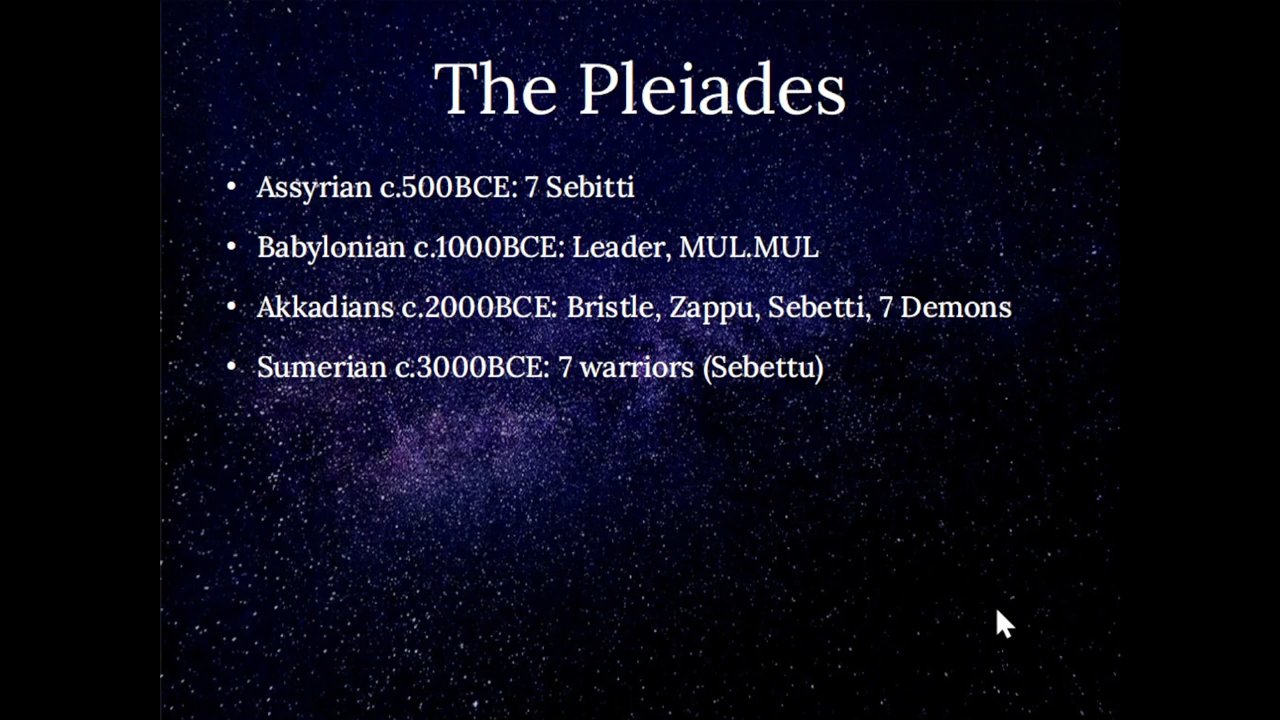 The Pleiades
• Assyrian c.500BCE: 7 Sebitti
• Babylonian c.1000BCE: Leader, MUL.MUL
• Akkadians c.2000BCE: Bristle, Zappu, Sebetti, 7 Demons
• Sumerian c.3000BCE: 7 warriors (Sebettu)